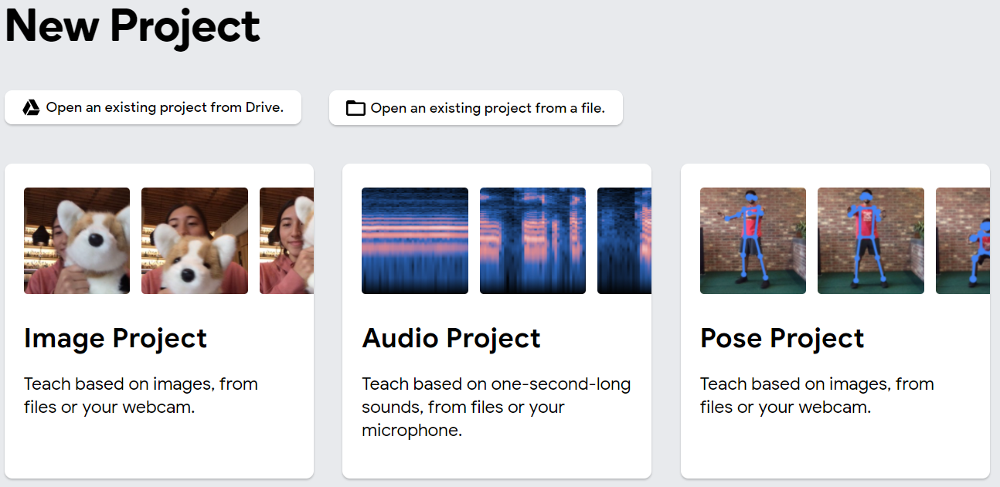 New Project
Open an existing project from Drive.
Open an existing project from a file.
Image Project
Teach based on images, from
files or your webcam.
Audio Project
Teach based on one-second-long
sounds, from files or your
microphone.
Pose Project
Teach based on images, from
files or your webcam.